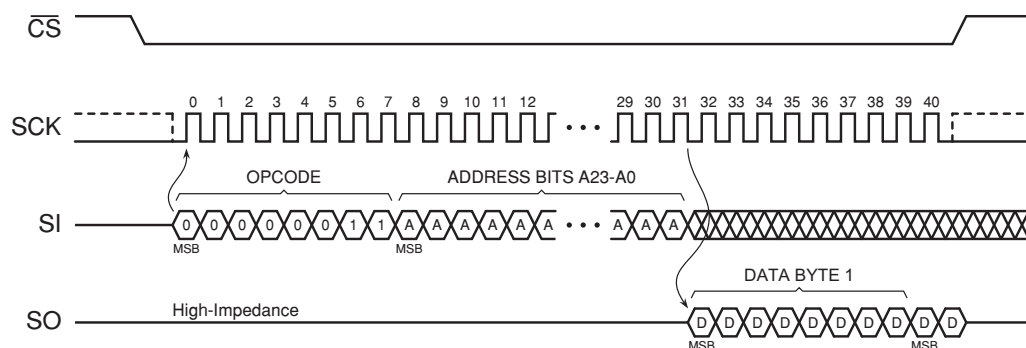 CS
0 1 2 3 4 5 6 7 8 9 10 11 12 29 30 31 32 33 34 35 36 37 38 39 40
SCK
OPCODE ADDRESS BITS A23-A0
SI 0 0 0 0 0 0 1 1 A A A A A A A A A
MSB MSB
DATA BYTE 1
High-Impedance
SO D D D D D D D D D D
MSB MSB